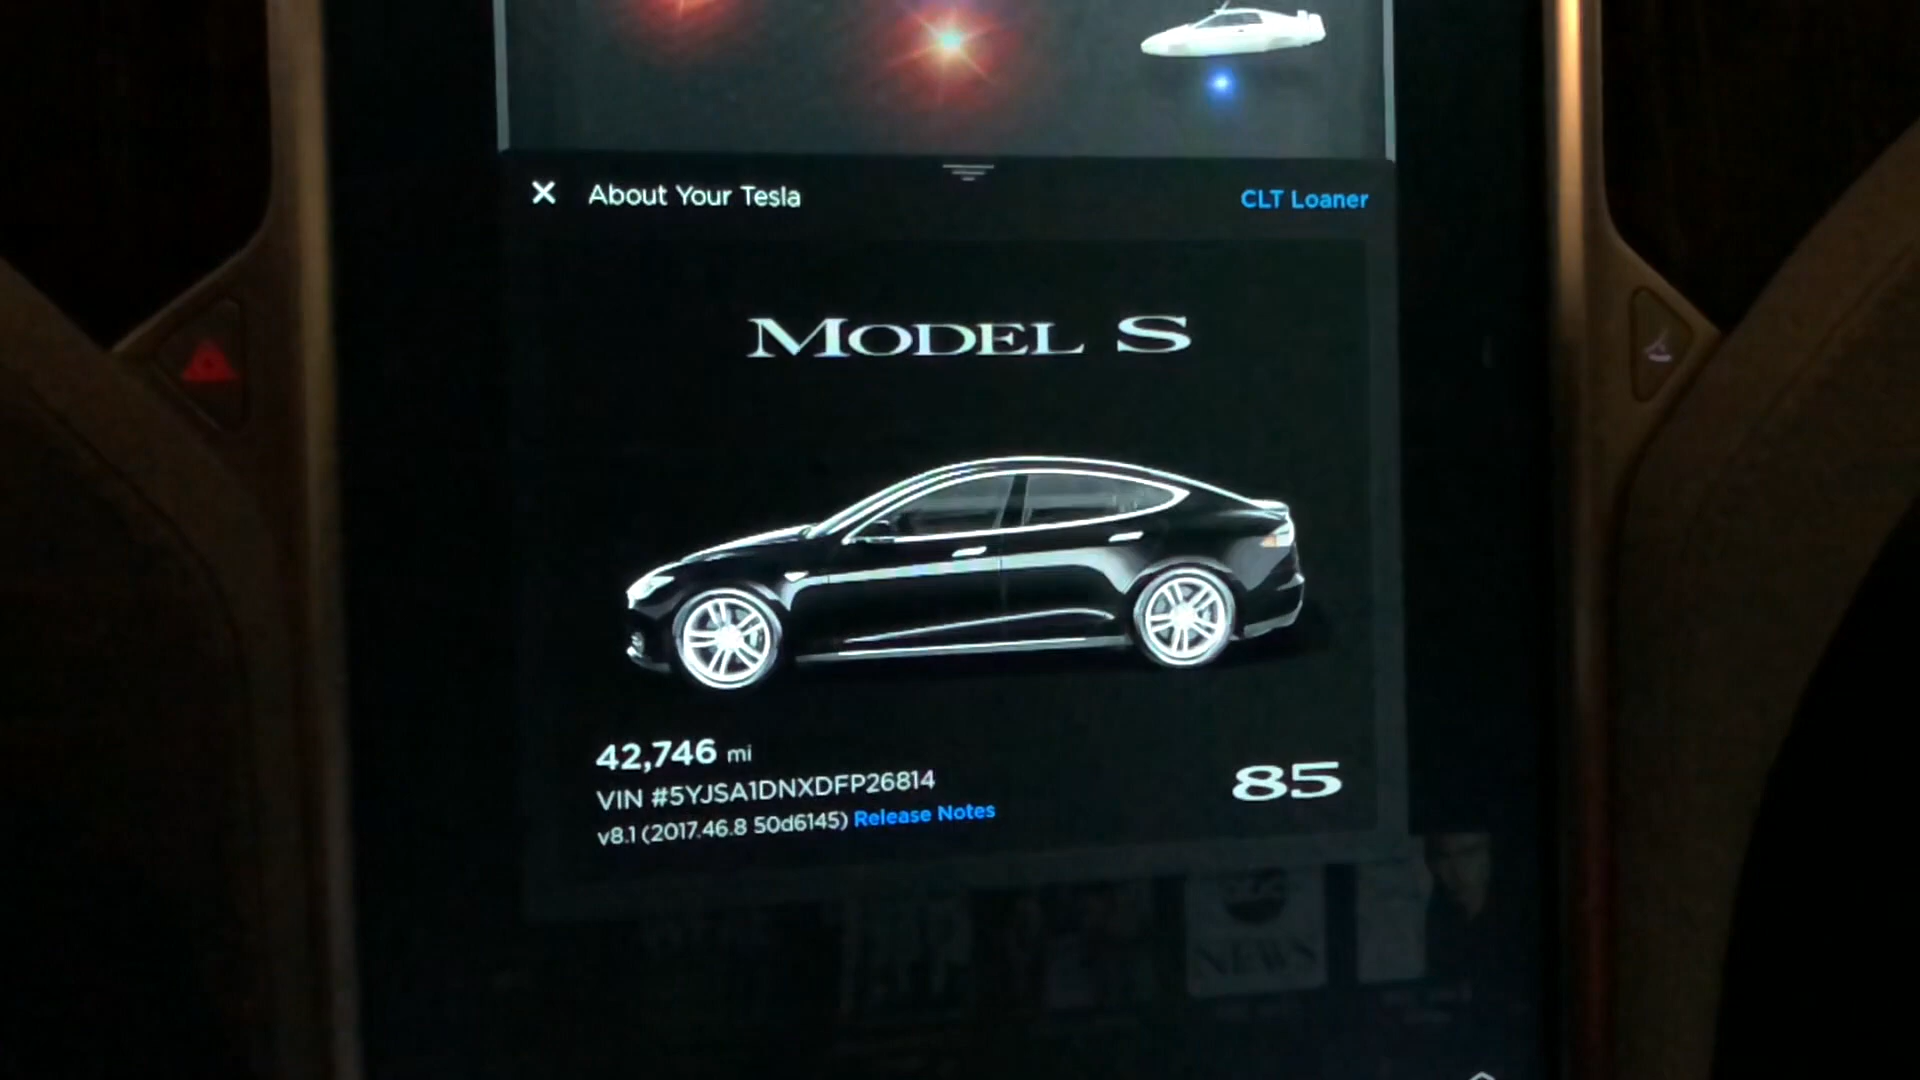 About Your Tesla
CLT Loaner
MODEL S
42,746 mi
VIN #5YJSA1DNXDFP26814
85
v8.1 (2017.46.8 50d6145) Release Notes
NEWS